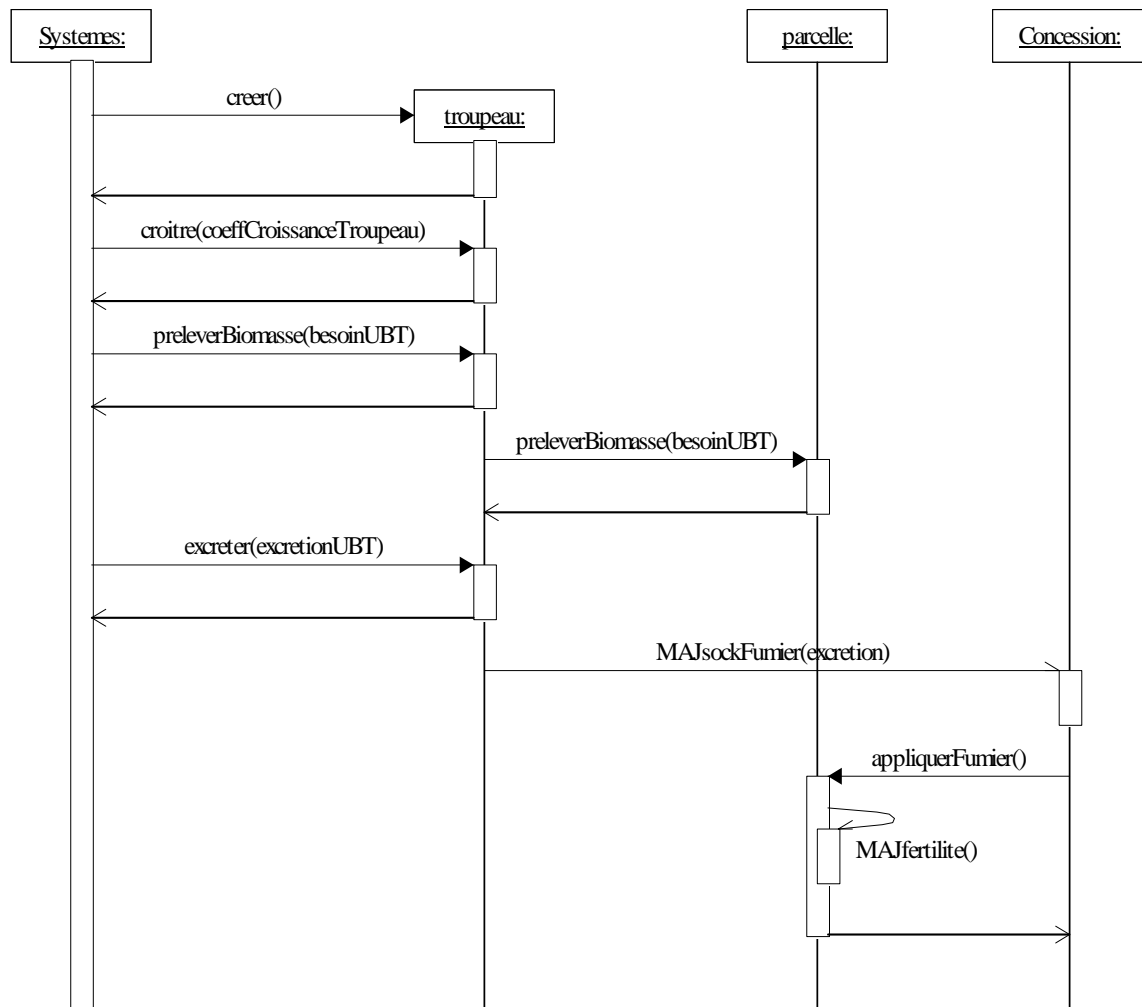 Systemes:
parcelle:
Concession:
creer()
troupeau:
croitre(coeffCroissanceTroupeau)
preleverBiomasse(besoinUBT)
preleverBiomasse(besoinUBT)
excreter(excretionUBT)
MAJsockFumier(excretion)
appliquerFumier()
MAJfertilite()